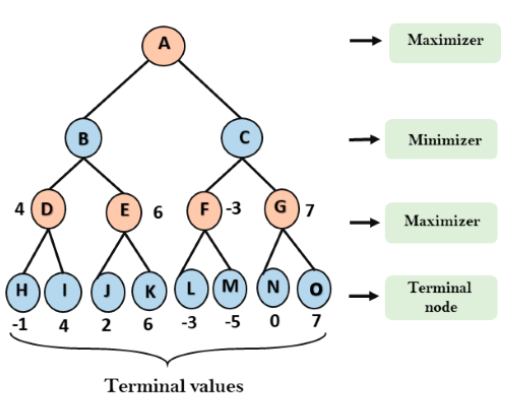 A
Maximizer
B
C
Minimizer
4 D
E 6
F -3
G 7
Maximizer
H I J K L M N O
Terminal
node
-1 4 2 6 -3 -5 0 7
Terminal values